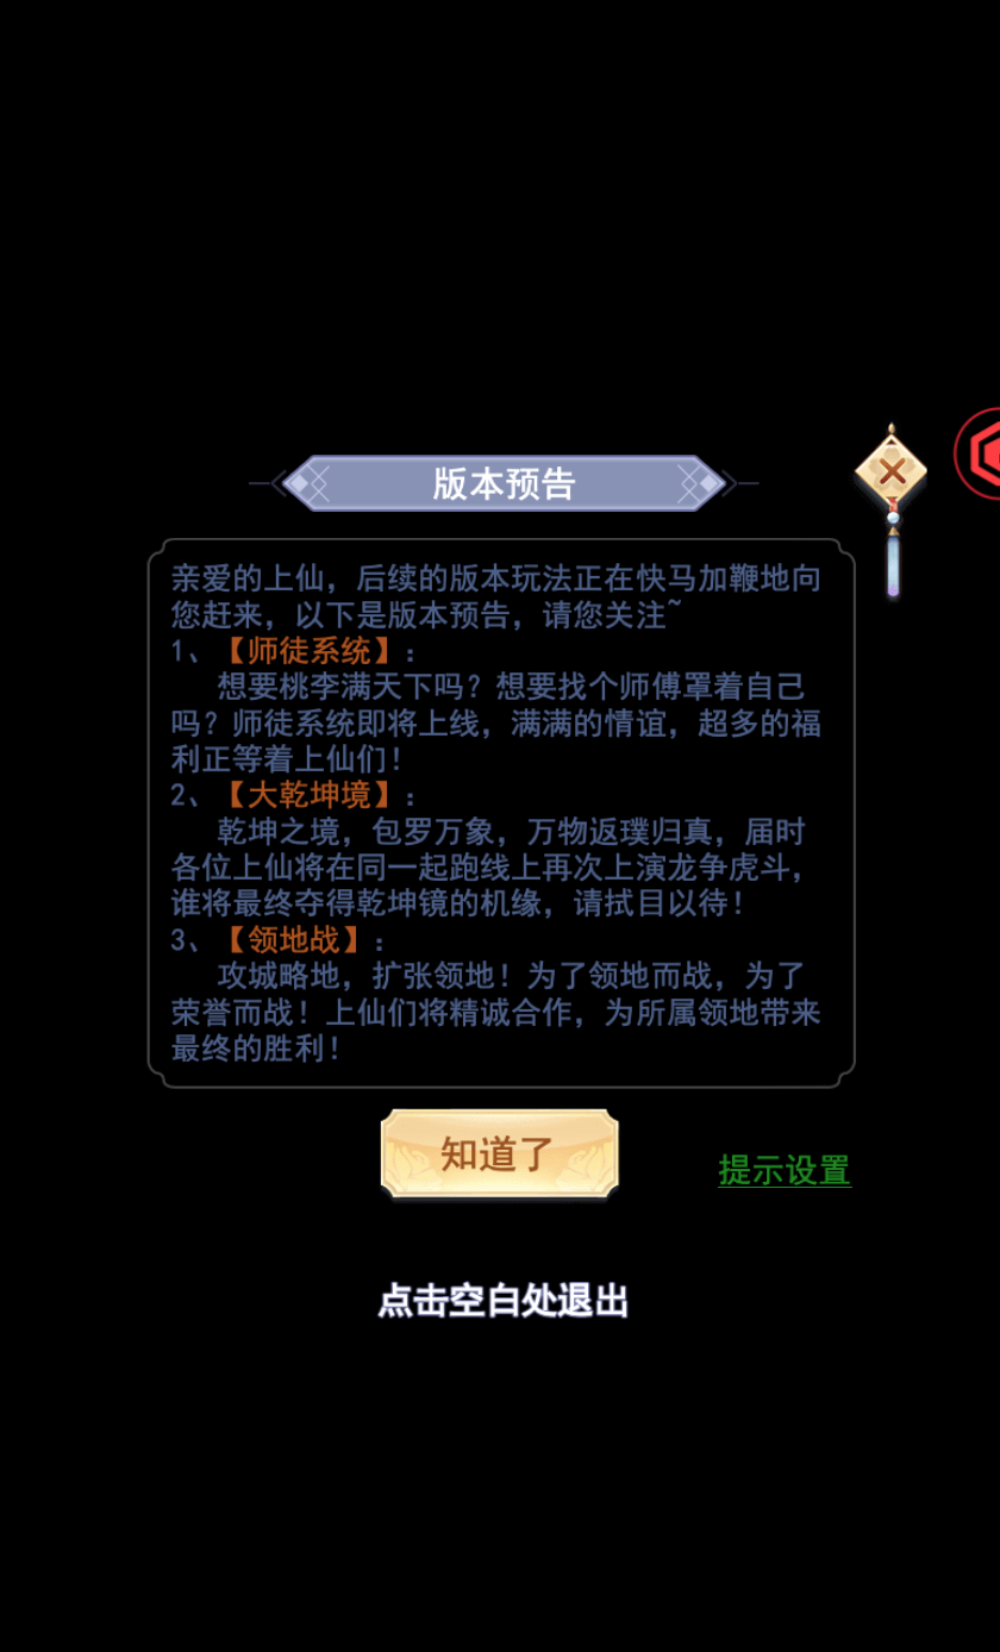 版本预告
亲爱的上仙，后续的版本玩法正在快马加鞭地向
您赶来，以下是版本预告，请您关注~
1、【师徒系统】：
想要桃李满天下吗？想要找个师傅罩着自己
吗？师徒系统即将上线，满满的情谊，超多的福
利正等着上仙们！
2、【大乾坤境】：
乾坤之境，包罗万象，万物返璞归真，届时
各位上仙将在同一起跑线上再次上演龙争虎斗，
谁将最终夺得乾坤镜的机缘，请拭目以待！
3、【领地战】：
攻城略地，扩张领地！为了领地而战，为了
荣誉而战！上仙们将精诚合作，为所属领地带来
最终的胜利！
知道了
提示设置
点击空白处退出